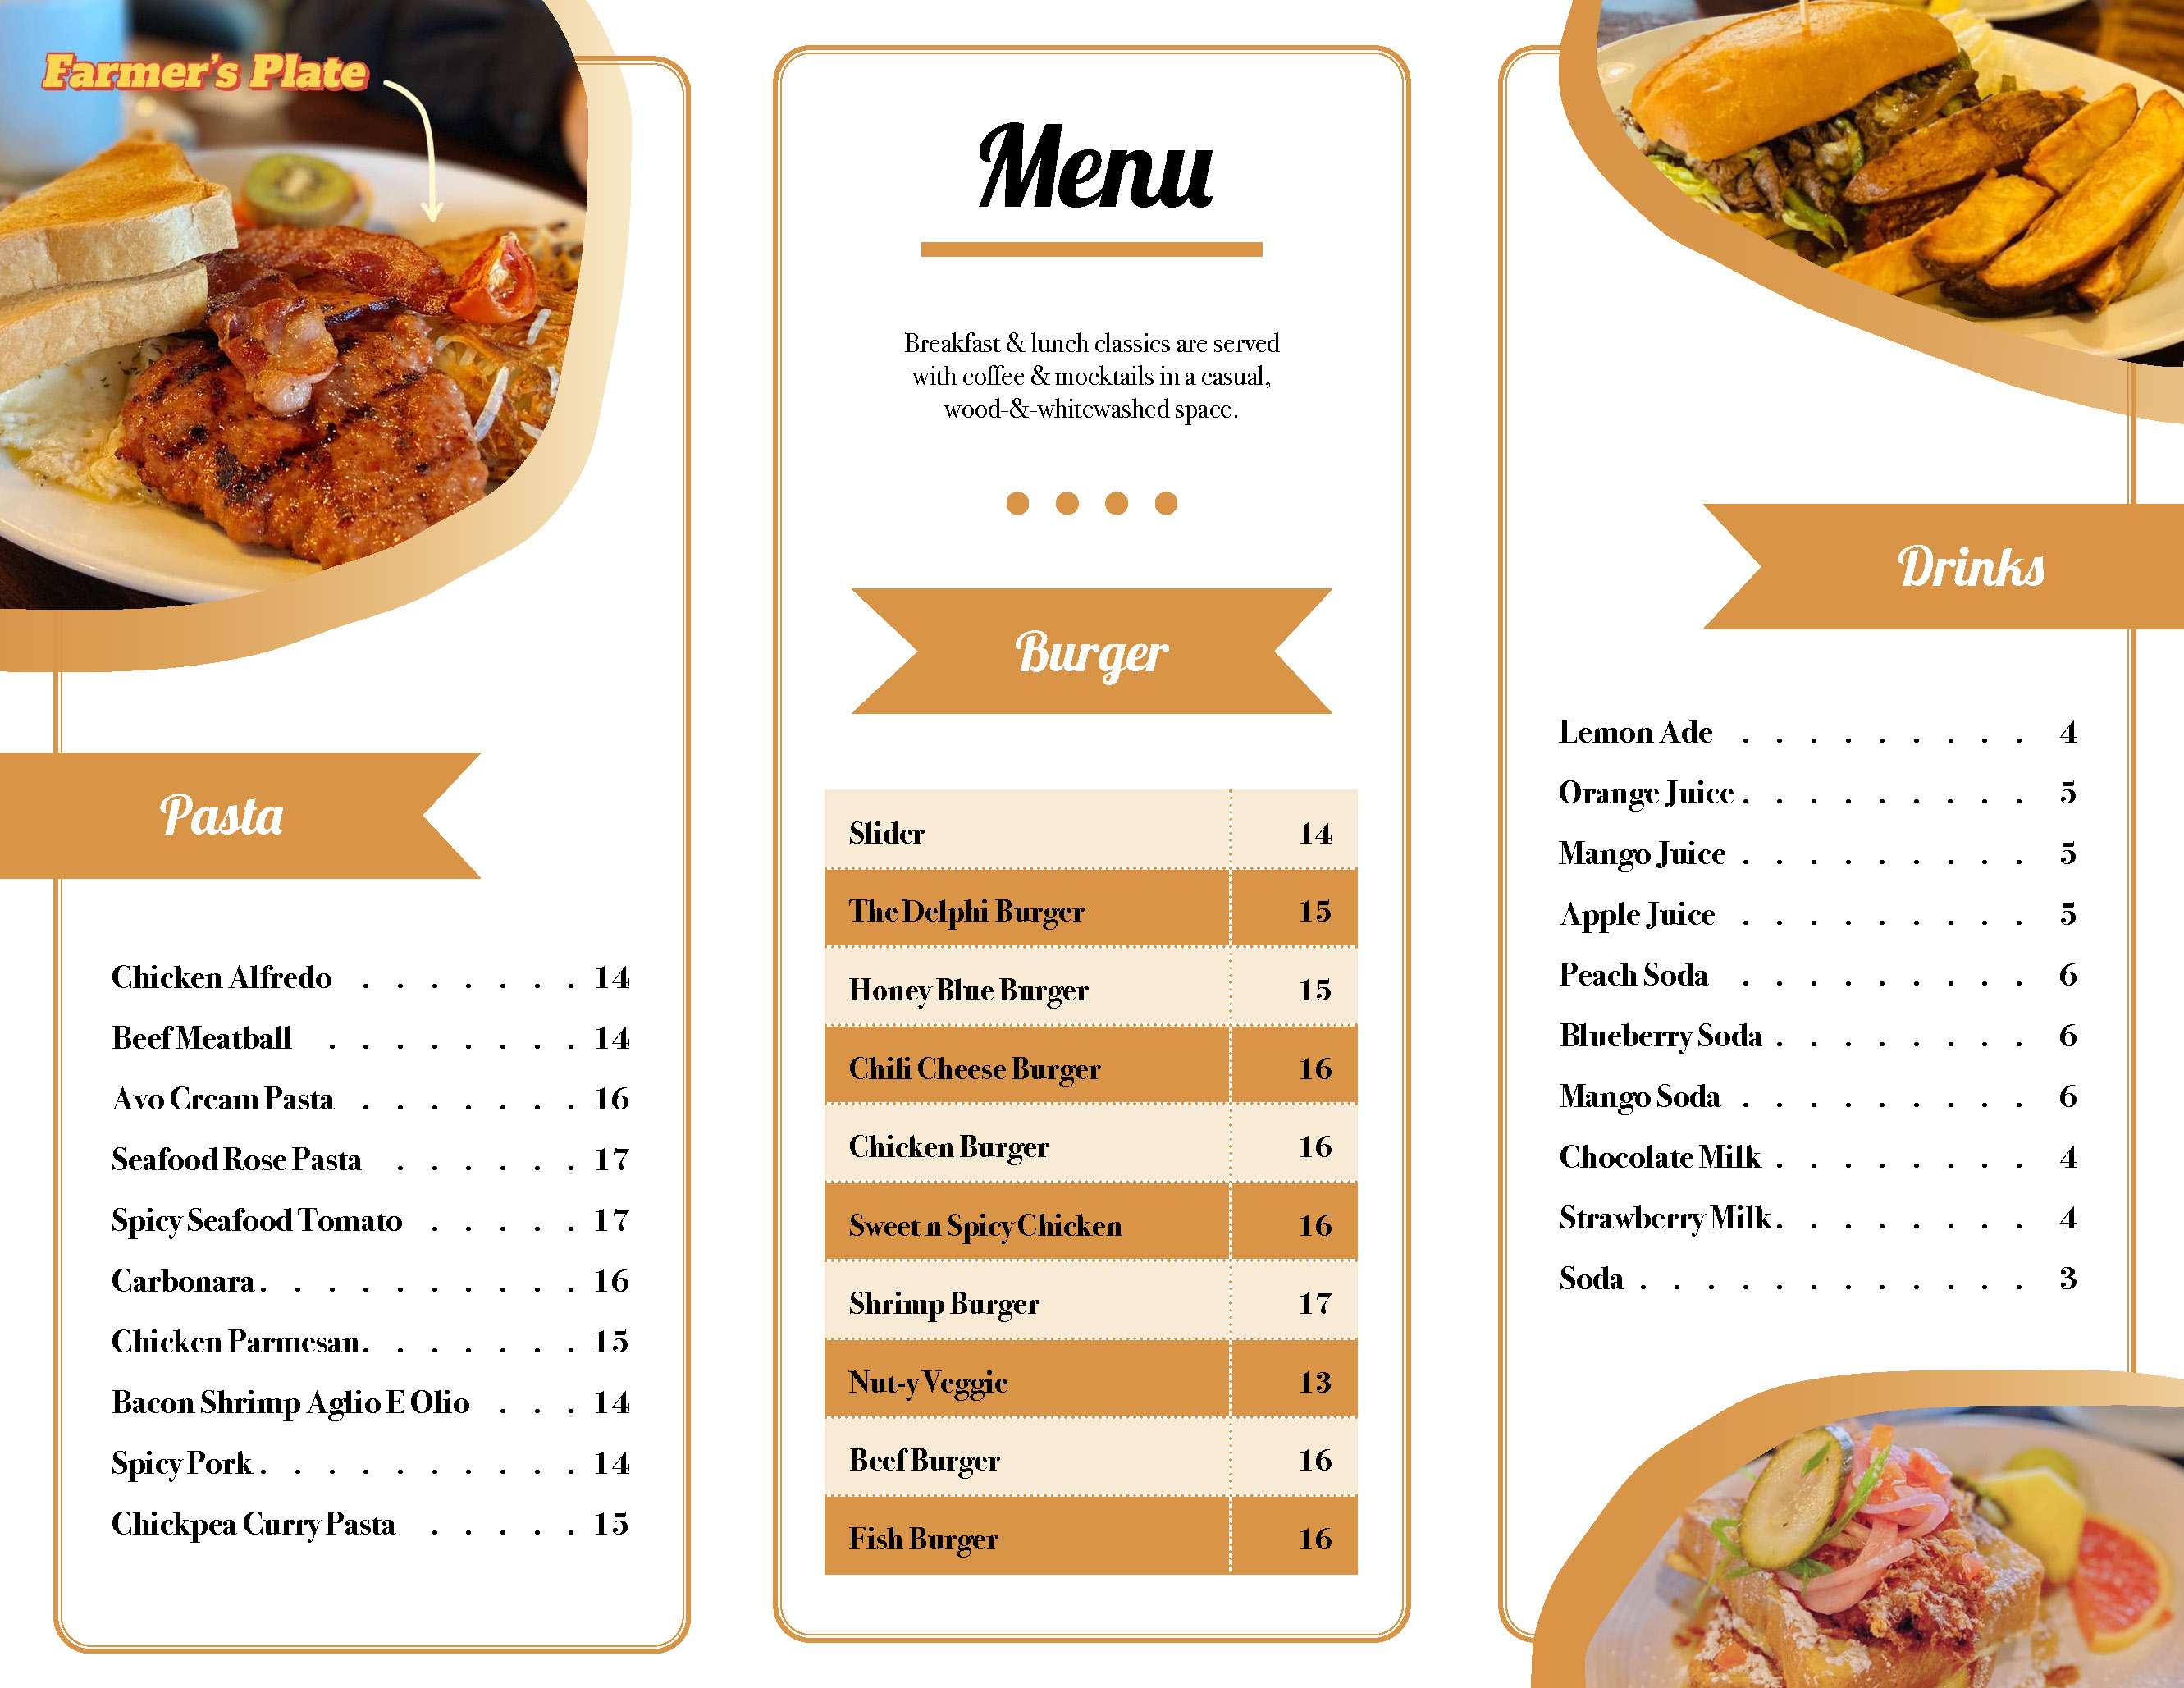 Farmer's Plate
Pasta
Chicken Alfredo . . . . . . . 14
Beef Meatball . . . . . . . . 14
Avo Cream Pasta . . . . . . . 16
Seafood Rose Pasta . . . . . . 17
Spicy Seafood Tomato . . . . . 17
Carbonara . . . . . . . . . . 16
Chicken Parmesan . . . . . . . 15
Bacon Shrimp Aglio E Olio . . . 14
Spicy Pork . . . . . . . . . . 14
Chickpea Curry Pasta . . . . . 15
Menu
Breakfast & lunch classics are served
with coffee & mocktails in a casual,
wood-&-whitewashed space.
Burger
Slider 14
The Delphi Burger 15
Honey Blue Burger 15
Chili Cheese Burger 16
Chicken Burger 16
Sweet n Spicy Chicken 16
Shrimp Burger 17
Nut-y Veggie 13
Beef Burger 16
Fish Burger 16
Drinks
Lemon Ade . . . . . . . . . 4
Orange Juice . . . . . . . . . 5
Mango Juice . . . . . . . . . 5
Apple Juice . . . . . . . . . 5
Peach Soda . . . . . . . . . 6
Blueberry Soda . . . . . . . . 6
Mango Soda . . . . . . . . . 6
Chocolate Milk . . . . . . . . 4
Strawberry Milk . . . . . . . . 4
Soda . . . . . . . . . . . . 3